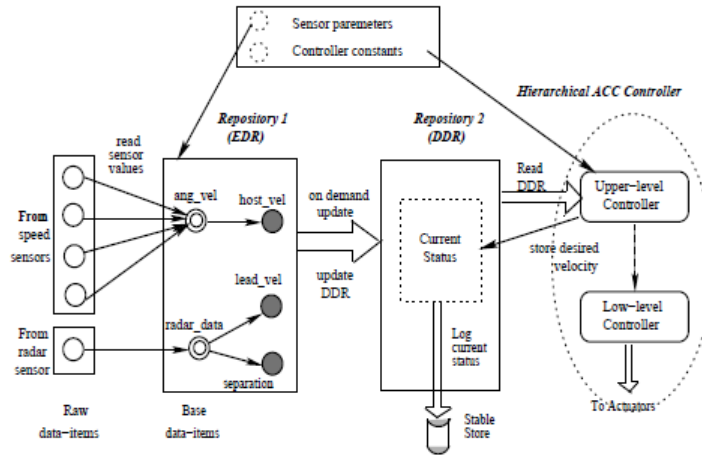 Sensor paremeters
Controller constants
Hierarchical ACC Controller
Repository 1
(EDR)
Repository 2
(DDR)
read
sensor
values
From
speed
sensors
ang_vel
host_vel
on demand
update
update
DDR
Read
DDR
Upper-level
Controller
Current
Status
store desired
velocity
lead_vel
Low-level
Controller
From
radar
sensor
radar_data
separation
Log
current
status
To Actuators
Raw
data-items
Base
data-items
Stable
Store